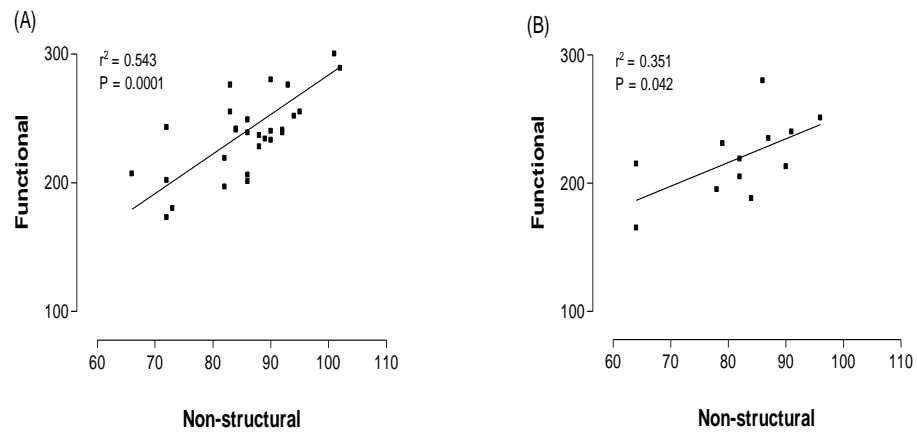 (A)
r² = 0.543
P = 0.0001
Functional
300
200
100
60 70 80 90 100 110
Non-structural
(B)
r² = 0.351
P = 0.042
Functional
300
200
100
60 70 80 90 100 110
Non-structural